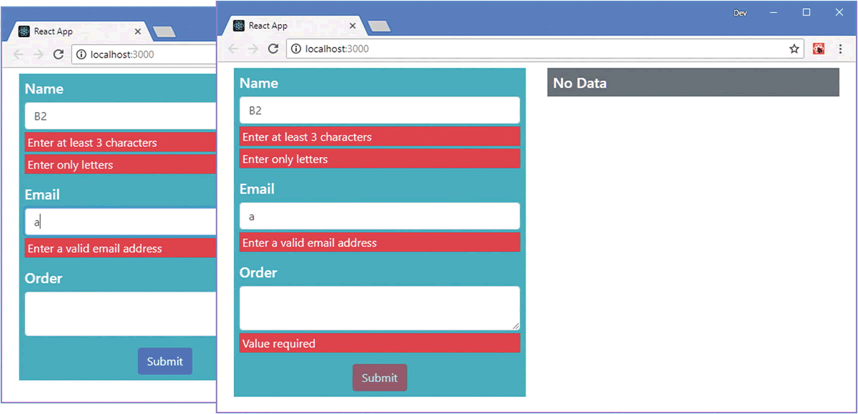 React App
localhost:3000
Name
B2
Enter at least 3 characters
Enter only letters
Email
a
Enter a valid email address
Order
Submit
Dev
React App
localhost:3000
Name
B2
Enter at least 3 characters
Enter only letters
Email
a
Enter a valid email address
Order
Value required
Submit
No Data